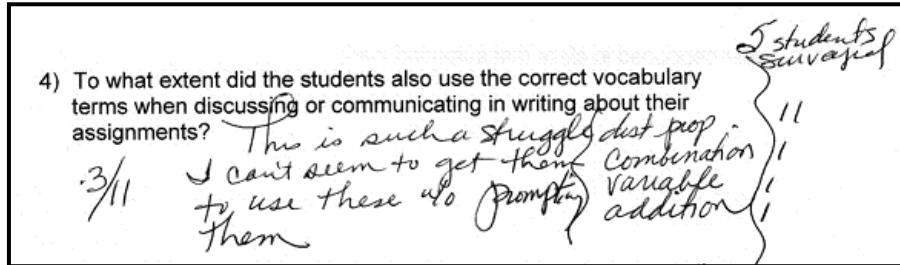 5 students
surveyed
4) To what extent did the students also use the correct vocabulary
terms when discussing or communicating in writing about their
assignments? This is such a struggle dist prop. 11
I can't seem to get them combination 1
3/11 to use these w/o prompting variable 1
them addition 1